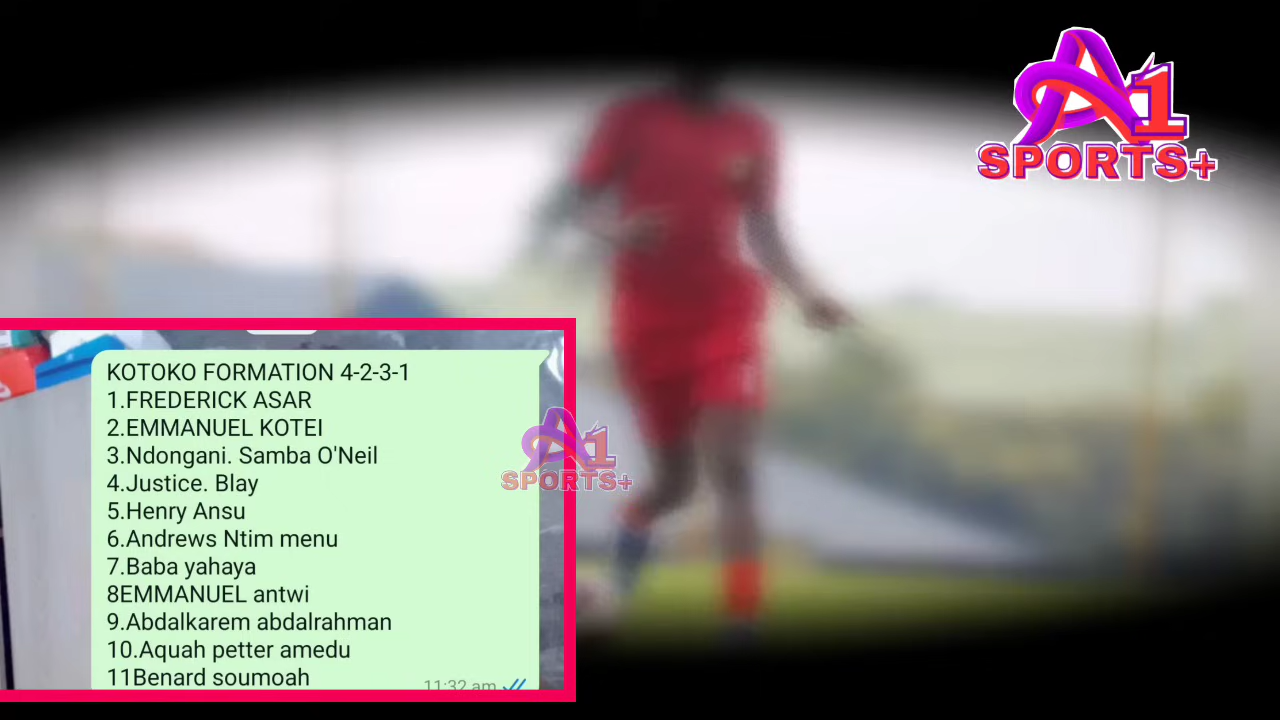 A1
SPORTS+
KOTOKO FORMATION 4-2-3-1
1.FREDERICK ASAR
2.EMMANUEL KOTEI
3.Ndongani. Samba O'Neil
4.Justice. Blay
5.Henry Ansu
6.Andrews Ntim menu
7.Baba yahaya
8EMMANUEL antwi
9.Abdalkarem abdalrahman
10.Aquah petter amedu
11Benard soumoah
11:32 am
A1
SPORTS+